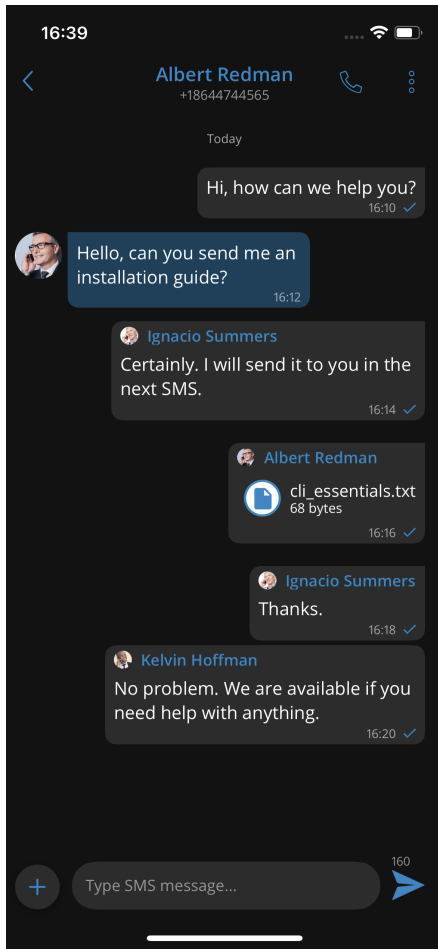 16:39
Albert Redman
+18644744565
Today
Hi, how can we help you?
16:10
Hello, can you send me an
installation guide?
16:12
Ignacio Summers
Certainly. I will send it to you in the
next SMS.
16:14
Albert Redman
cli_essentials.txt
68 bytes
16:16
Ignacio Summers
Thanks.
16:18
Kelvin Hoffman
No problem. We are available if you
need help with anything.
16:20
160
Type SMS message...